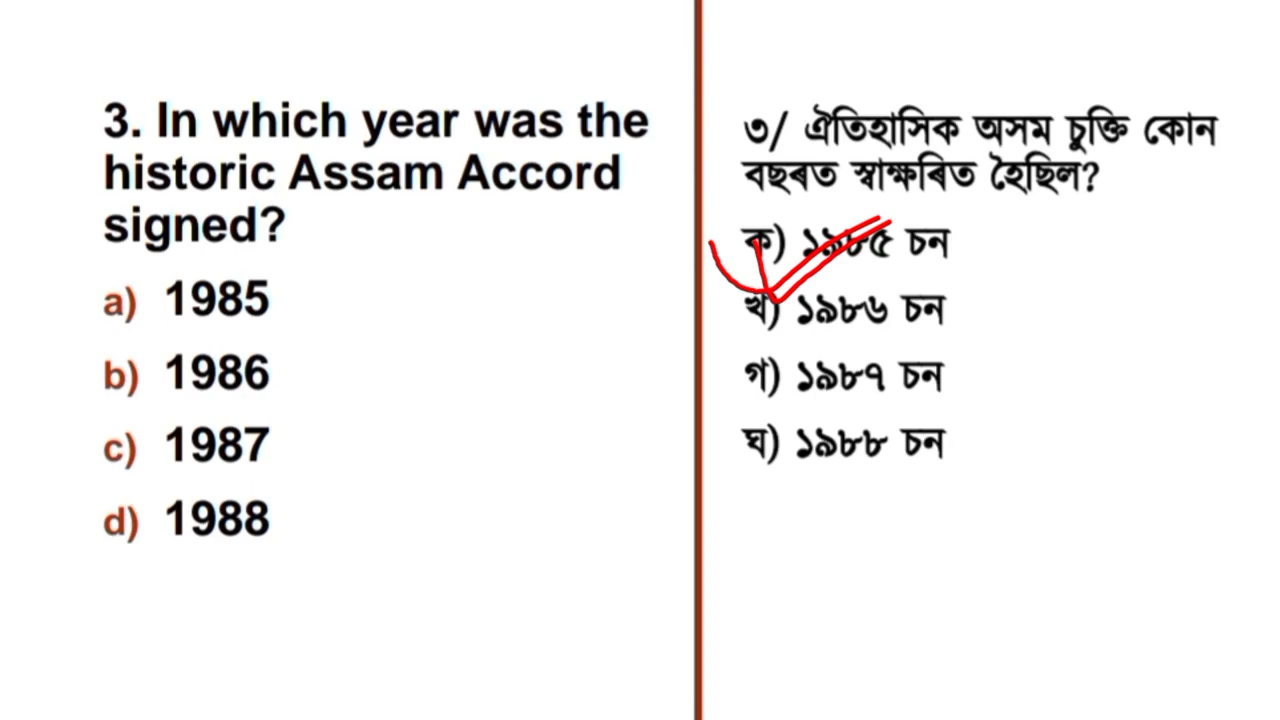 3. In which year was the
historic Assam Accord
signed?
a) 1985
b) 1986
c) 1987
d) 1988
৩/ ঐতিহাসিক অসম চুক্তি কোন
বছৰত স্বাক্ষৰিত হৈছিল?
ক) ১৯৮৫ চন
খ) ১৯৮৬ চন
গ) ১৯৮৭ চন
ঘ) ১৯৮৮ চন